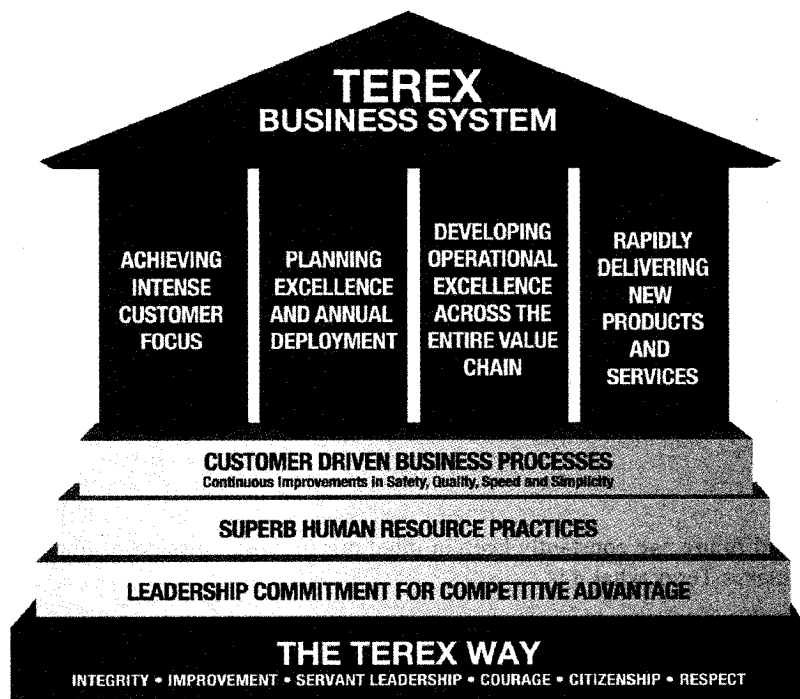 TEREX
BUSINESS SYSTEM
ACHIEVING
INTENSE
CUSTOMER
FOCUS
PLANNING
EXCELLENCE
AND ANNUAL
DEPLOYMENT
DEVELOPING
OPERATIONAL
EXCELLENCE
ACROSS THE
ENTIRE VALUE
CHAIN
RAPIDLY
DELIVERING
NEW
PRODUCTS
AND
SERVICES
CUSTOMER DRIVEN BUSINESS PROCESSES
Continuous Improvements in Safety, Quality, Speed and Simplicity
SUPERB HUMAN RESOURCE PRACTICES
LEADERSHIP COMMITMENT FOR COMPETITIVE ADVANTAGE
THE TEREX WAY
INTEGRITY • IMPROVEMENT • SERVANT LEADERSHIP • COURAGE • CITIZENSHIP • RESPECT